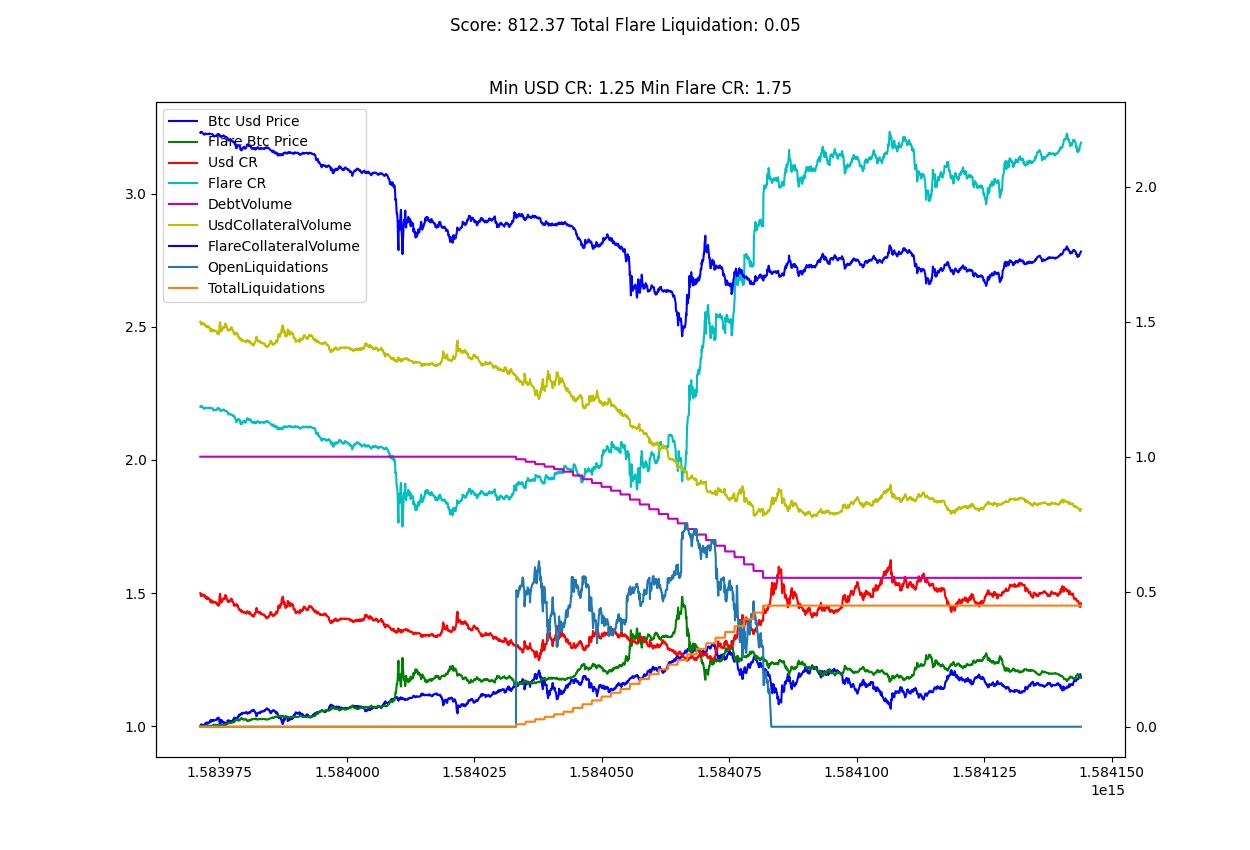 Score: 812.37 Total Flare Liquidation: 0.05
Min USD CR: 1.25 Min Flare CR: 1.75
Btc Usd Price
Flare Btc Price
Usd CR
Flare CR
DebtVolume
UsdCollateralVolume
FlareCollateralVolume
OpenLiquidations
TotalLiquidations
3.0
2.5
2.0
1.5
1.0
2.0
1.5
1.0
0.5
0.0
1.583975 1.584000 1.584025 1.584050 1.584075 1.584100 1.584125 1.584150
1e15